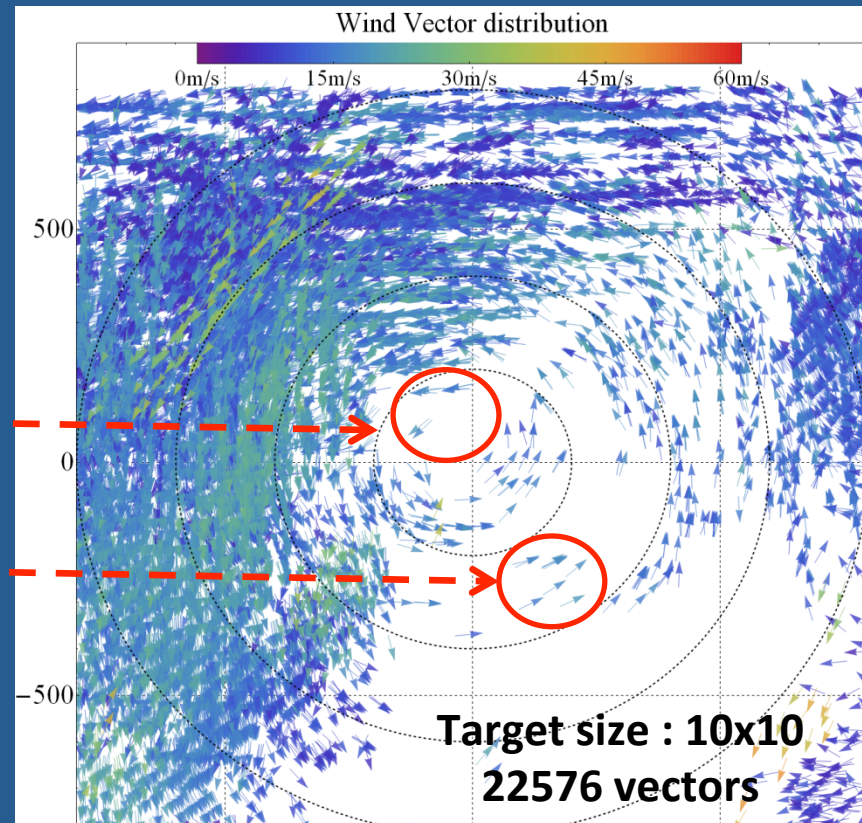 Wind Vector distribution
0m/s 15m/s 30m/s 45m/s 60m/s
500
0
−500
Target size : 10x10
22576 vectors